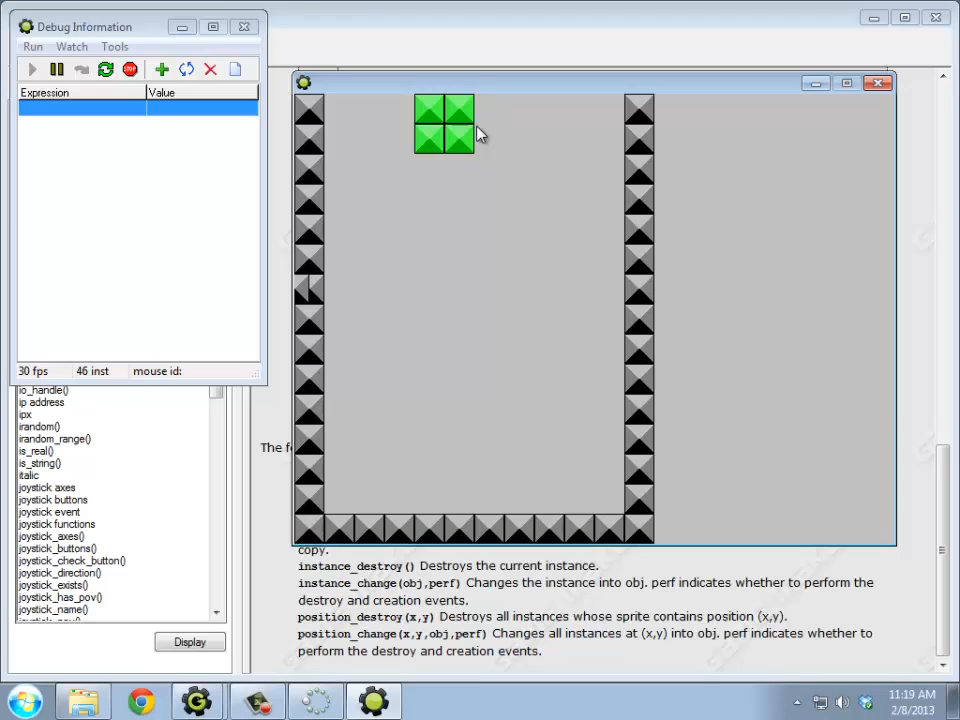 Debug Information
Run Watch Tools
STOP
Expression Value
30 fps 46 inst mouse id:
io_handle()
ip address
ipx
irandom()
irandom_range()
is_real()
is_string()
italic
joystick axes
joystick buttons
joystick event
joystick functions
joystick_axes()
joystick_buttons()
joystick_check_button()
joystick_direction()
joystick_exists()
joystick_has_pov()
joystick_name()
Display
The f
copy.
instance_destroy() Destroys the current instance.
instance_change(obj,perf) Changes the instance into obj. perf indicates whether to perform the
destroy and creation events.
position_destroy(x,y) Destroys all instances whose sprite contains position (x,y).
position_change(x,y,obj,perf) Changes all instances at (x,y) into obj. perf indicates whether to
perform the destroy and creation events.
11:19 AM
2/8/2013